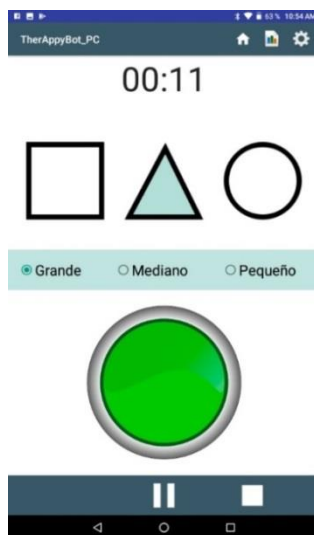 63% 10:54 AM
TherAppyBot_PC
00:11
Grande Mediano Pequeño